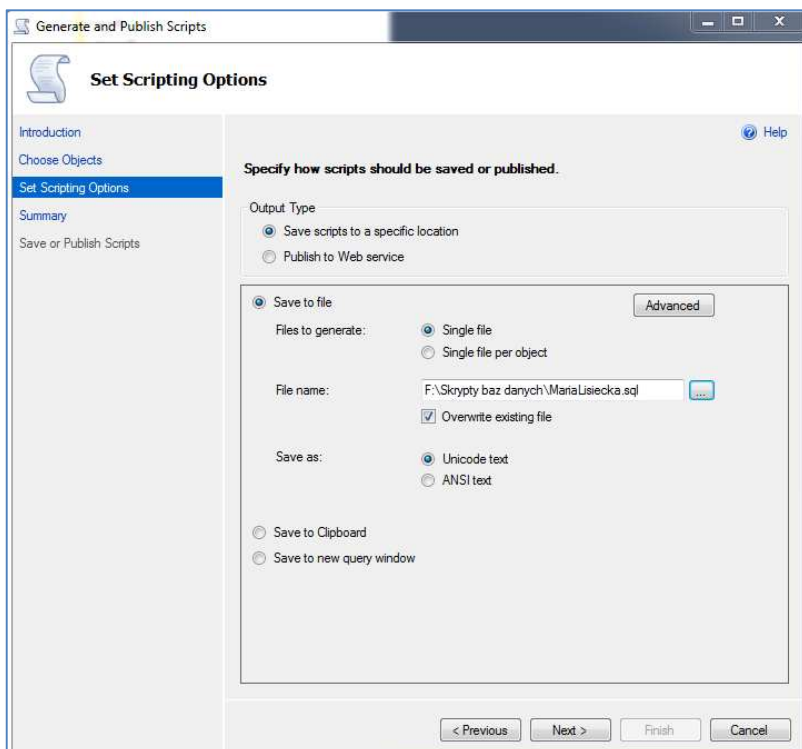 Generate and Publish Scripts
Set Scripting Options
Introduction
Choose Objects
Set Scripting Options
Summary
Save or Publish Scripts
Help
Specify how scripts should be saved or published.
Output Type
Save scripts to a specific location
Publish to Web service
Save to file
Advanced
Files to generate:
Single file
Single file per object
File name:
F:\Skrypty baz danych\MariaLisiecka.sql
...
Overwrite existing file
Save as:
Unicode text
ANSI text
Save to Clipboard
Save to new query window
< Previous
Next >
Finish
Cancel